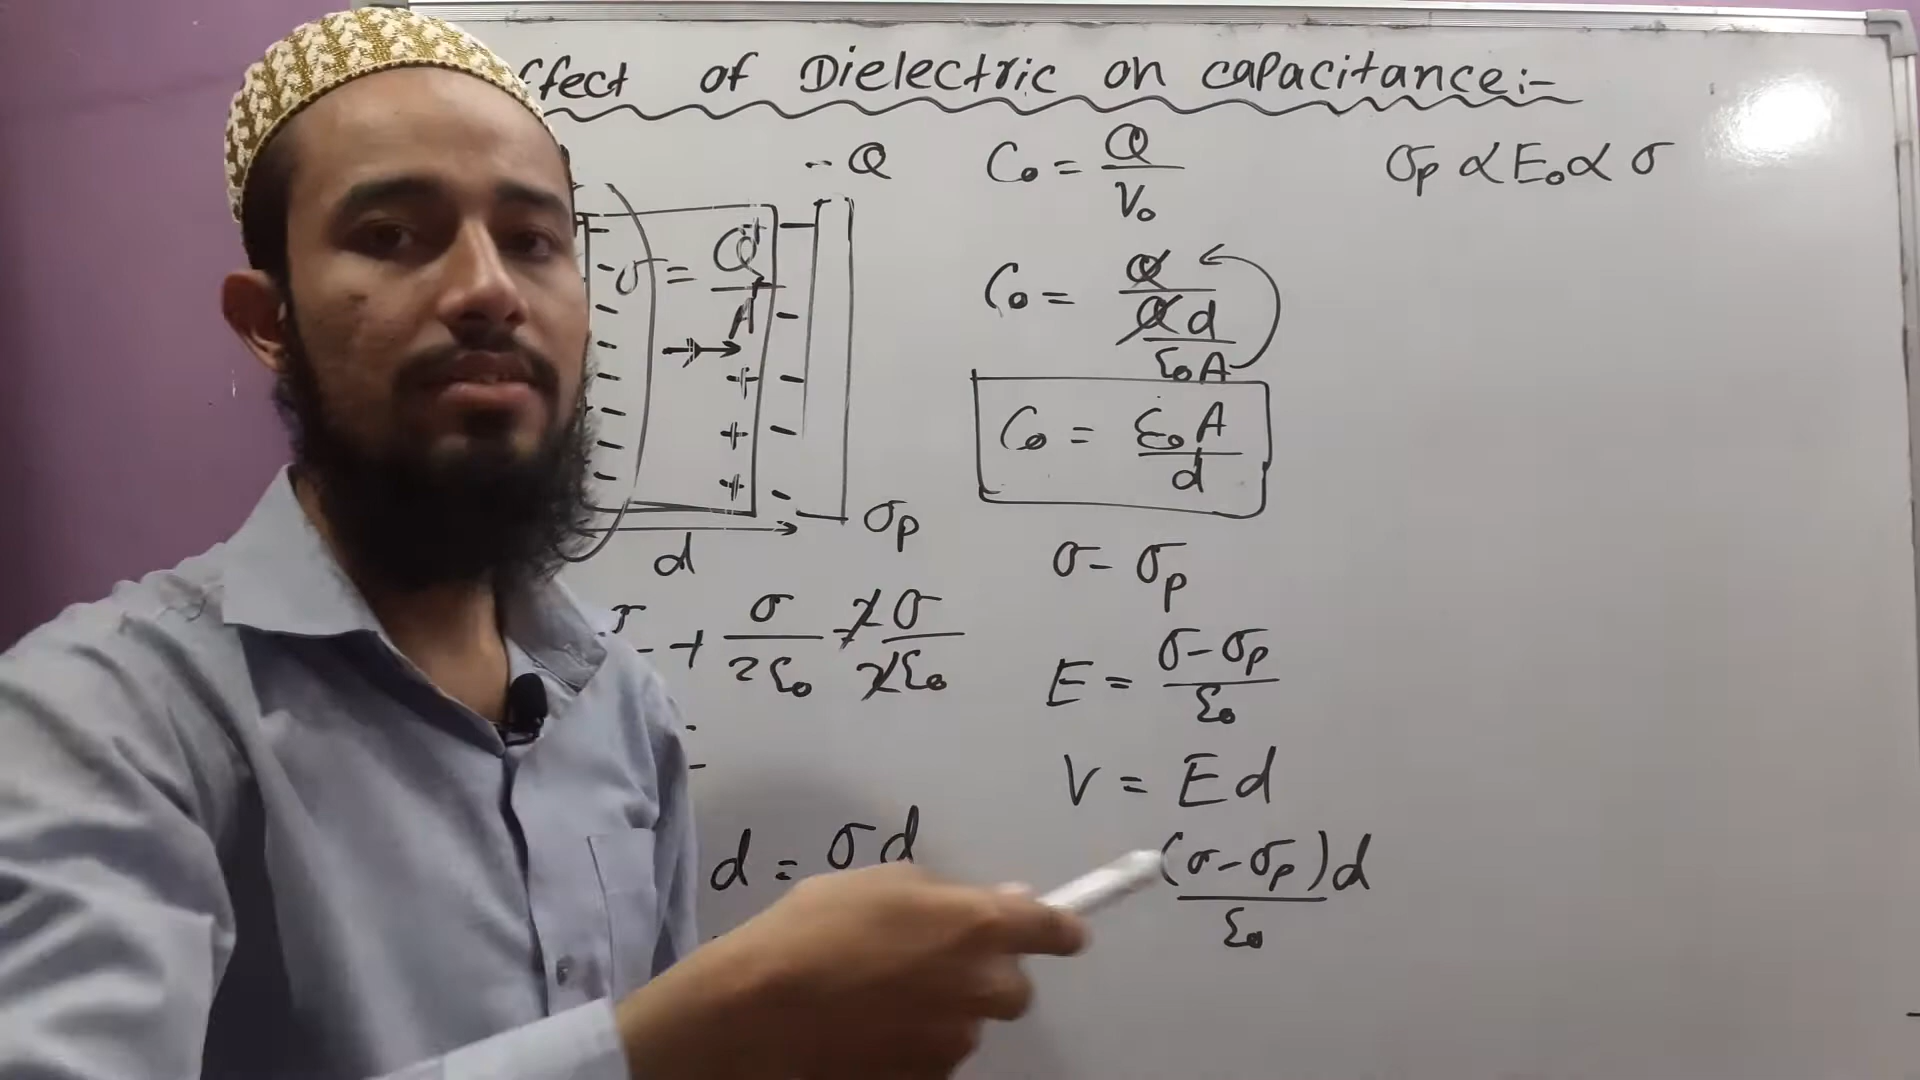 ffect of Dielectric on capacitance:-
-- Q
σ = Q/A
d
σp
+ σ/2ε₀ = 2σ/2ε₀
d = σd
C₀ = Q/V₀
C₀ = Q/(Qd/ε₀A)
C₀ = ε₀A/d
σ - σp
E = (σ-σp)/ε₀
V = Ed
(σ-σp)d/ε₀
σp ∝ E₀ ∝ σ